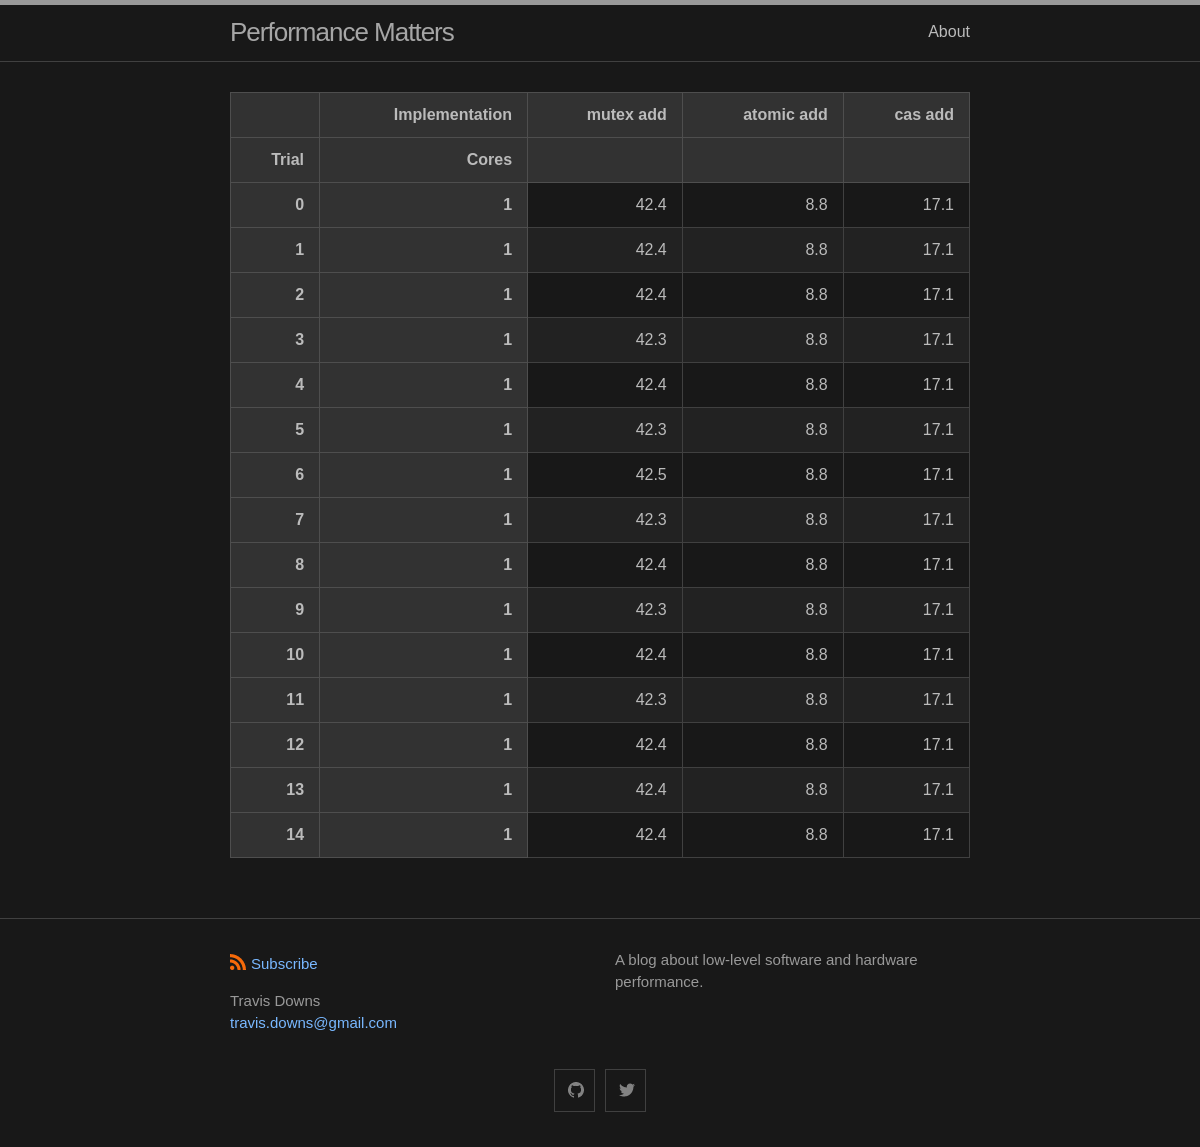 Performance Matters About
Implementation mutex add atomic add cas add
Trial Cores
0 1 42.4 8.8 17.1
1 1 42.4 8.8 17.1
2 1 42.4 8.8 17.1
3 1 42.3 8.8 17.1
4 1 42.4 8.8 17.1
5 1 42.3 8.8 17.1
6 1 42.5 8.8 17.1
7 1 42.3 8.8 17.1
8 1 42.4 8.8 17.1
9 1 42.3 8.8 17.1
10 1 42.4 8.8 17.1
11 1 42.3 8.8 17.1
12 1 42.4 8.8 17.1
13 1 42.4 8.8 17.1
14 1 42.4 8.8 17.1
Subscribe
Travis Downs
travis.downs@gmail.com
A blog about low-level software and hardware
performance.